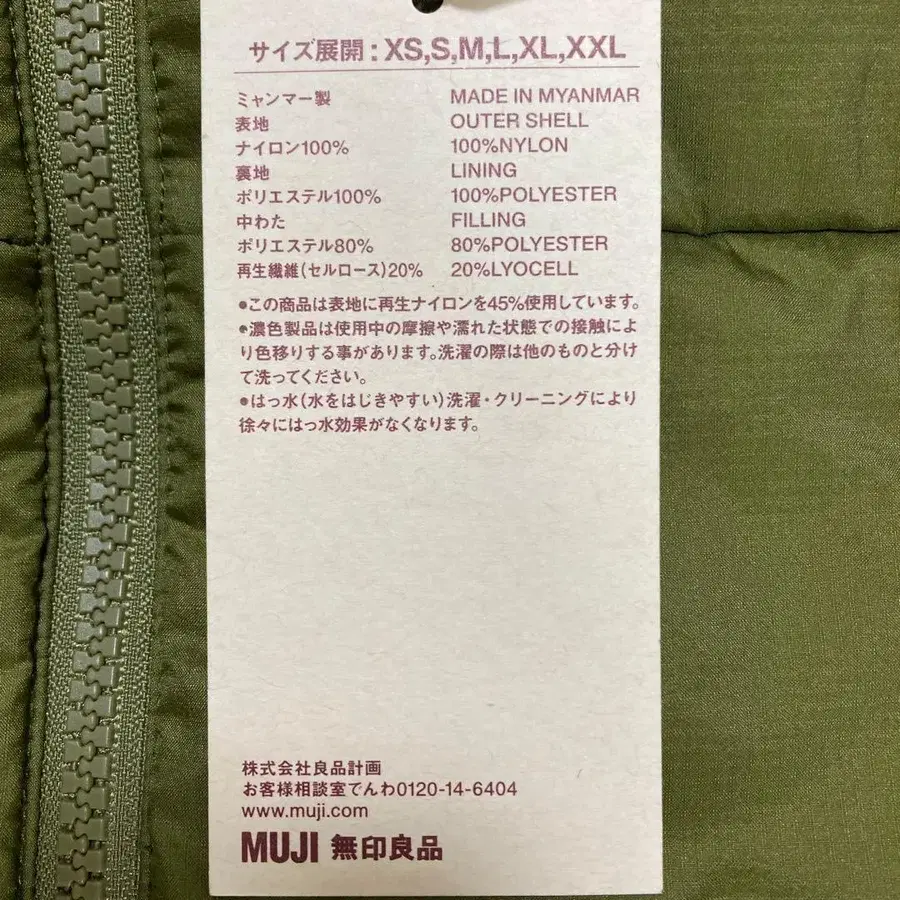 サイズ展開：XS,S,M,L,XL,XXL
ミャンマー製 MADE IN MYANMAR
表地 OUTER SHELL
ナイロン100% 100%NYLON
裏地 LINING
ポリエステル100% 100%POLYESTER
中わた FILLING
ポリエステル80% 80%POLYESTER
再生繊維(セルロース)20% 20%LYOCELL
●この商品は表地に再生ナイロンを45%使用しています。
●濃色製品は使用中の摩擦や濡れた状態での接触によ
り色移りする事があります。洗濯の際は他のものと分け
て洗ってください。
●はっ水(水をはじきやすい)洗濯・クリーニングにより
徐々にはっ水効果がなくなります。
株式会社良品計画
お客様相談室でんわ0120-14-6404
www.muji.com
MUJI 無印良品